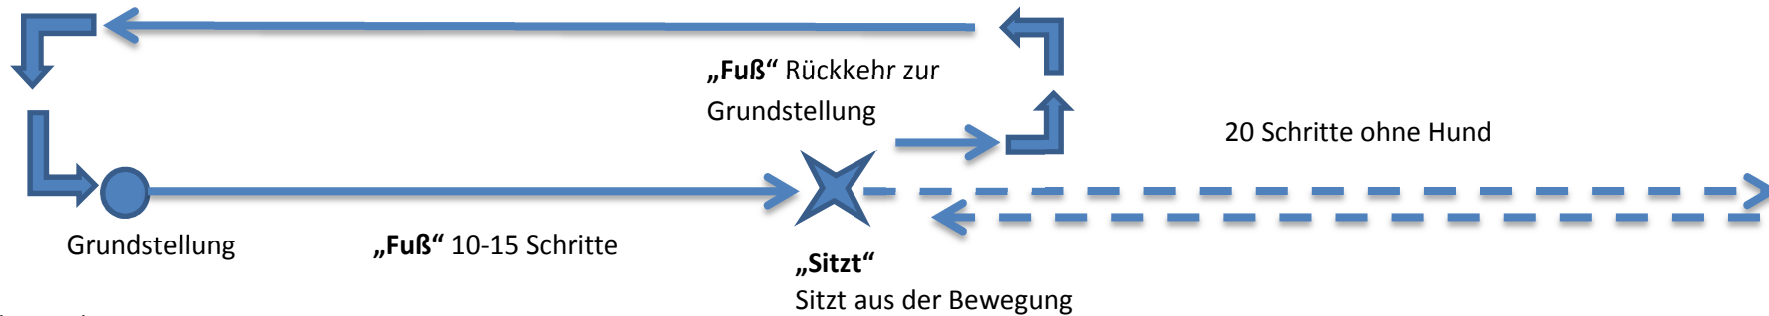 „Fuß“ Rückkehr zur
Grundstellung
20 Schritte ohne Hund
Grundstellung
„Fuß“ 10-15 Schritte
„Sitzt“
Sitzt aus der Bewegung